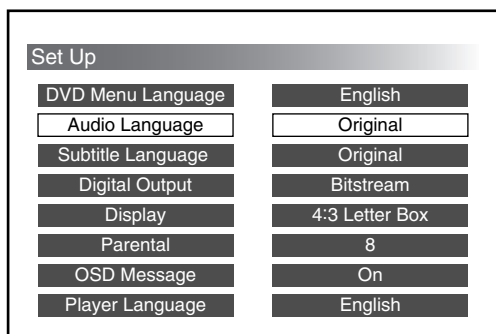 Set Up
DVD Menu Language English
Audio Language Original
Subtitle Language Original
Digital Output Bitstream
Display 4:3 Letter Box
Parental 8
OSD Message On
Player Language English